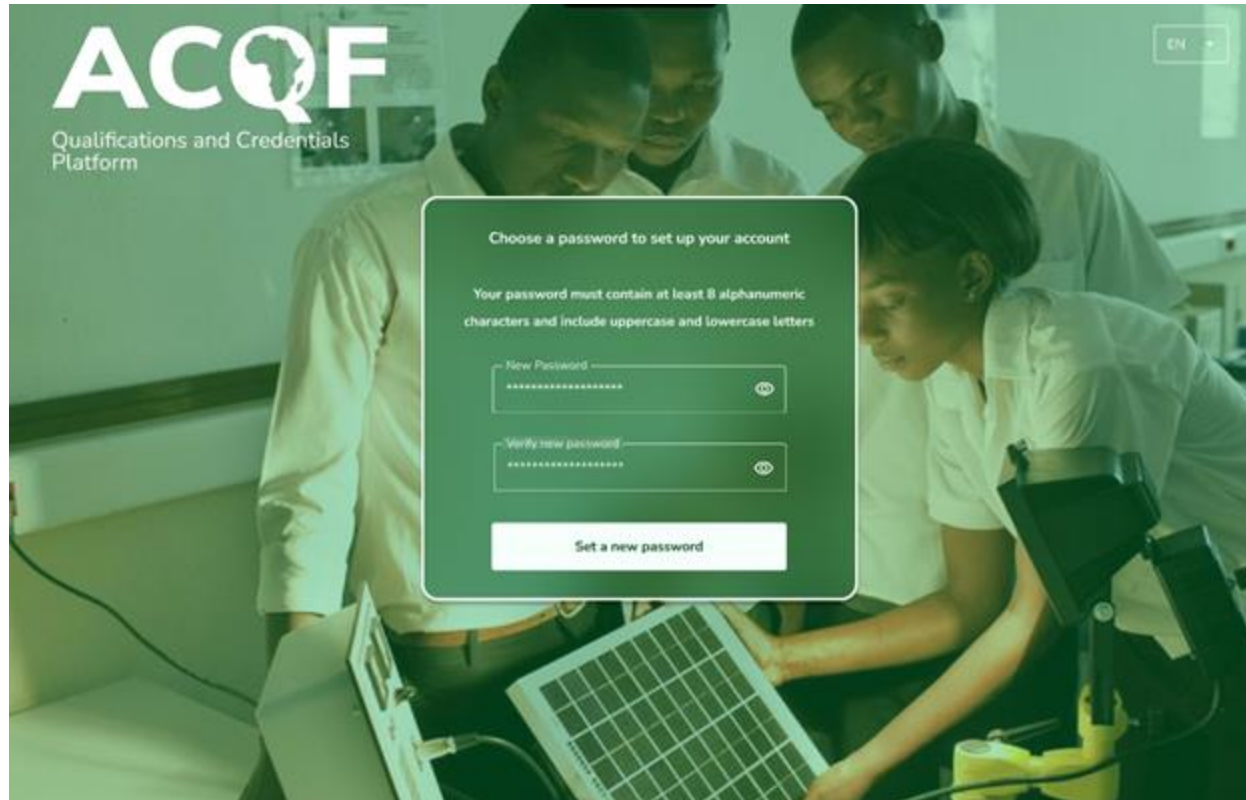 ACQF
Qualifications and Credentials
Platform
EN
Choose a password to set up your account
Your password must contain at least 8 alphanumeric
characters and include uppercase and lowercase letters
New Password
*******************
Verify new password
*******************
Set a new password